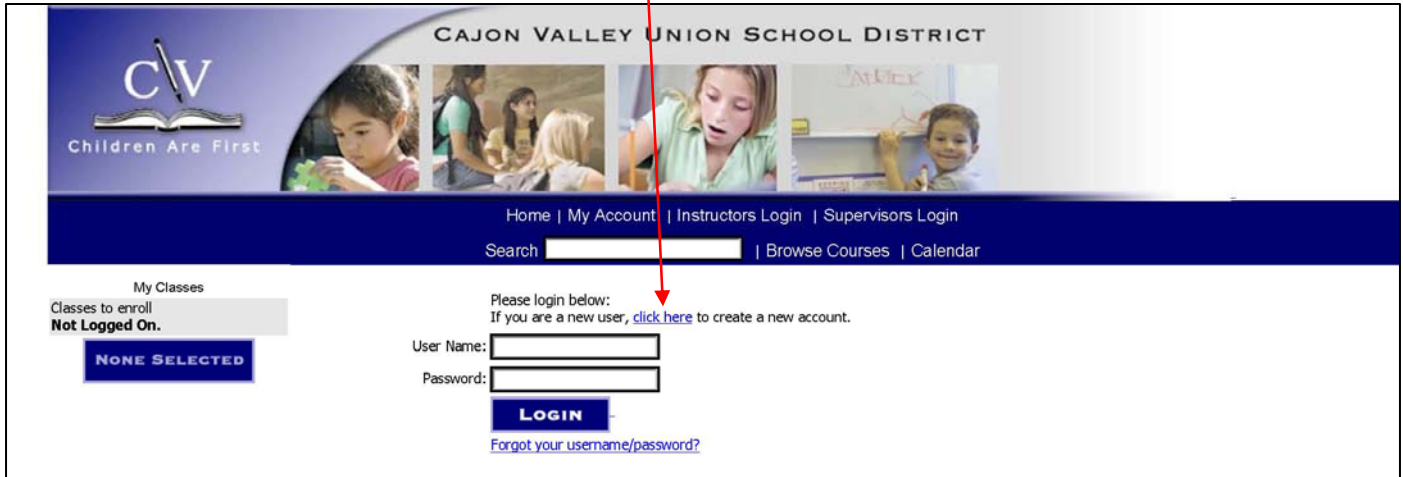 CAJON VALLEY UNION SCHOOL DISTRICT
CV
Children Are First
Home | My Account | Instructors Login | Supervisors Login
Search | Browse Courses | Calendar
My Classes
Classes to enroll
Not Logged On.
NONE SELECTED
Please login below:
If you are a new user, click here to create a new account.
User Name:
Password:
LOGIN
Forgot your username/password?